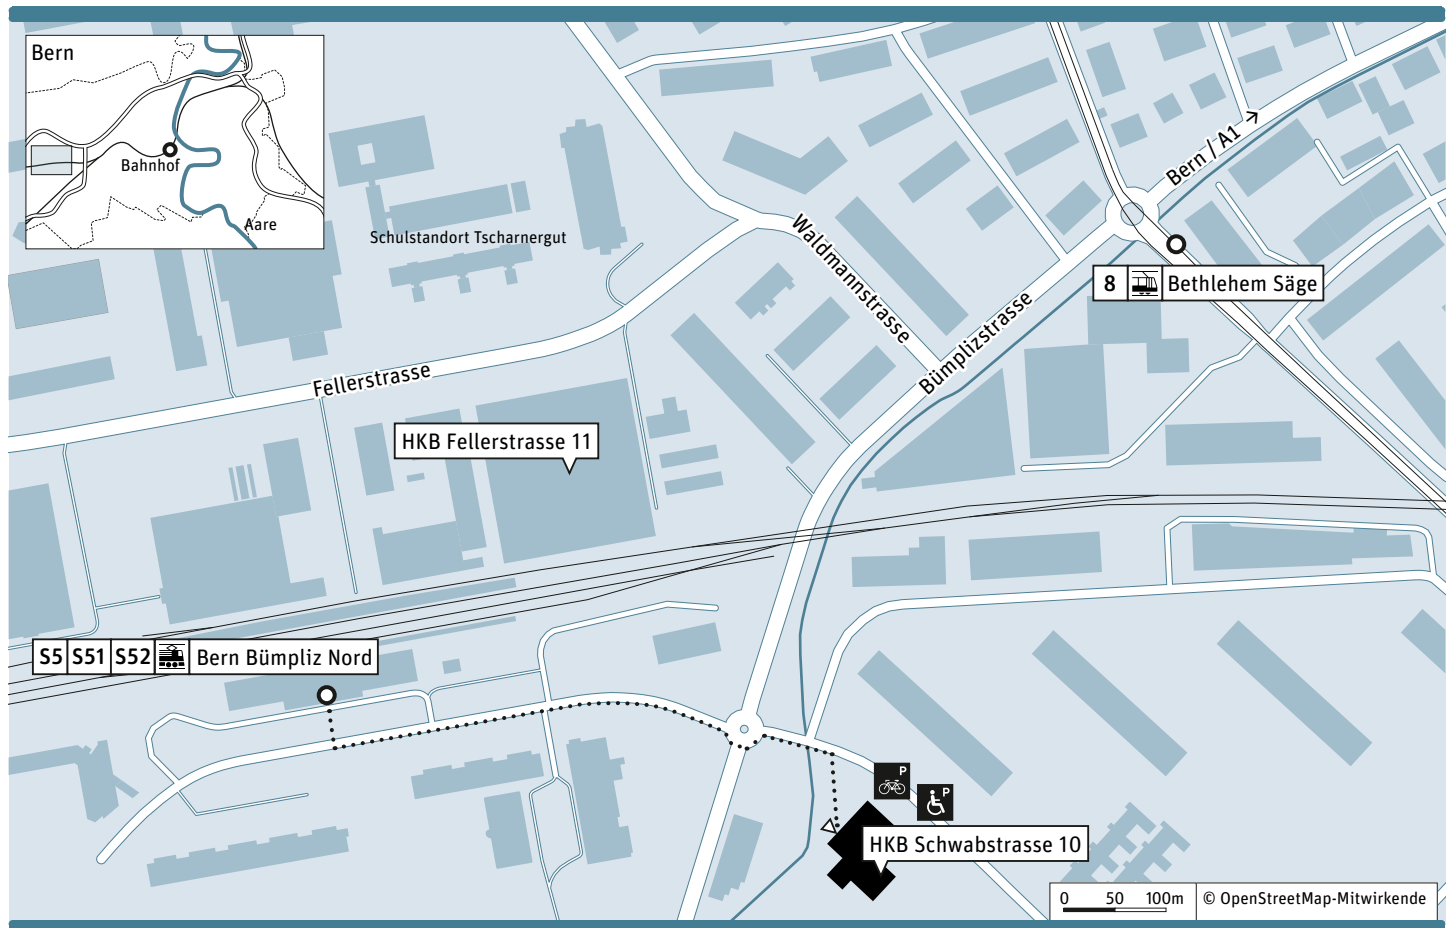 Bern
Bahnhof
Aare
Schulstandort Tscharnergut
Waldmannstrasse
Bern / A1
8 Bethlehem Säge
Bümplizstrasse
Fellerstrasse
HKB Fellerstrasse 11
S5 S51 S52 Bern Bümpliz Nord
P
P
HKB Schwabstrasse 10
0 50 100m
© OpenStreetMap-Mitwirkende